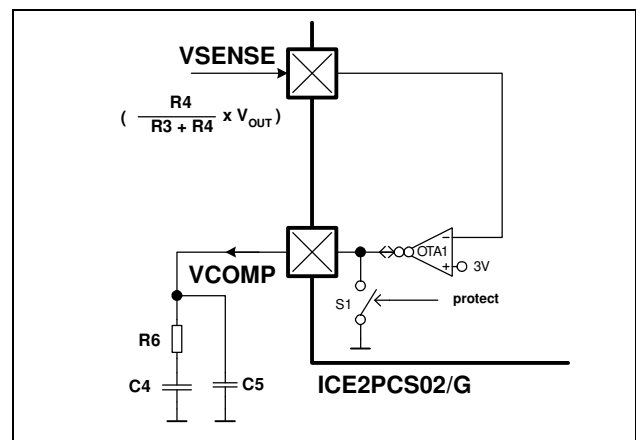 VSENSE
( R4
R3 + R4 x VOUT )
OTA1
-
+ 3V
VCOMP
S1
protect
R6
C4
C5
ICE2PCS02/G